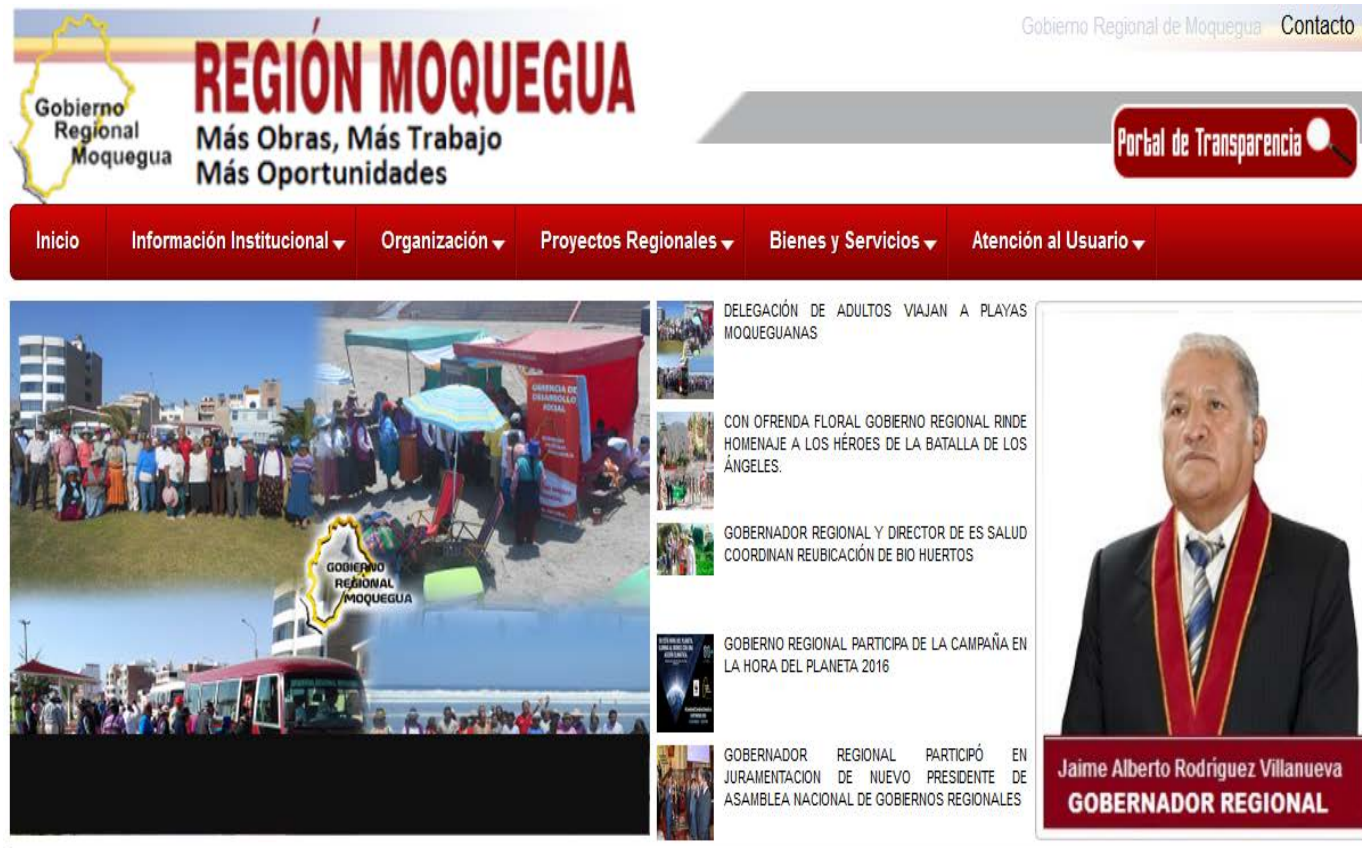 Gobierno Regional de Moquegua Contacto
Gobierno
Regional
Moquegua
REGIÓN MOQUEGUA
Más Obras, Más Trabajo
Más Oportunidades
Portal de Transparencia
Inicio Información Institucional Organización Proyectos Regionales Bienes y Servicios Atención al Usuario
GERENCIA DE
DESARROLLO
SOCIAL
GOBIERNO
REGIONAL
MOQUEGUA
DELEGACIÓN DE ADULTOS VIAJAN A PLAYAS
MOQUEGUANAS
CON OFRENDA FLORAL GOBIERNO REGIONAL RINDE
HOMENAJE A LOS HÉROES DE LA BATALLA DE LOS
ÁNGELES.
GOBERNADOR REGIONAL Y DIRECTOR DE ES SALUD
COORDINAN REUBICACIÓN DE BIO HUERTOS
GOBIERNO REGIONAL PARTICIPA DE LA CAMPAÑA EN
LA HORA DEL PLANETA 2016
GOBERNADOR REGIONAL PARTICIPÓ EN
JURAMENTACION DE NUEVO PRESIDENTE DE
ASAMBLEA NACIONAL DE GOBIERNOS REGIONALES
Jaime Alberto Rodríguez Villanueva
GOBERNADOR REGIONAL